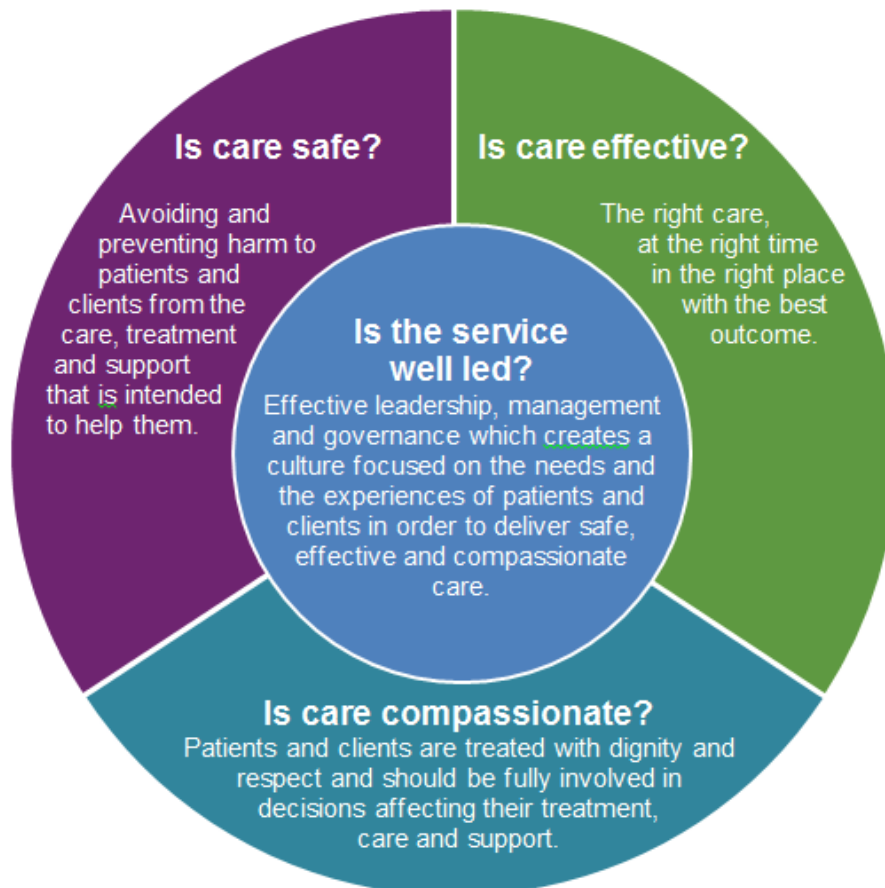 Is care safe?
Avoiding and
preventing harm to
patients and
clients from the
care, treatment
and support
that is intended
to help them.
Is care effective?
The right care,
at the right time
in the right place
with the best
outcome.
Is the service
well led?
Effective leadership, management
and governance which creates a
culture focused on the needs and
the experiences of patients and
clients in order to deliver safe,
effective and compassionate
care.
Is care compassionate?
Patients and clients are treated with dignity and
respect and should be fully involved in
decisions affecting their treatment,
care and support.